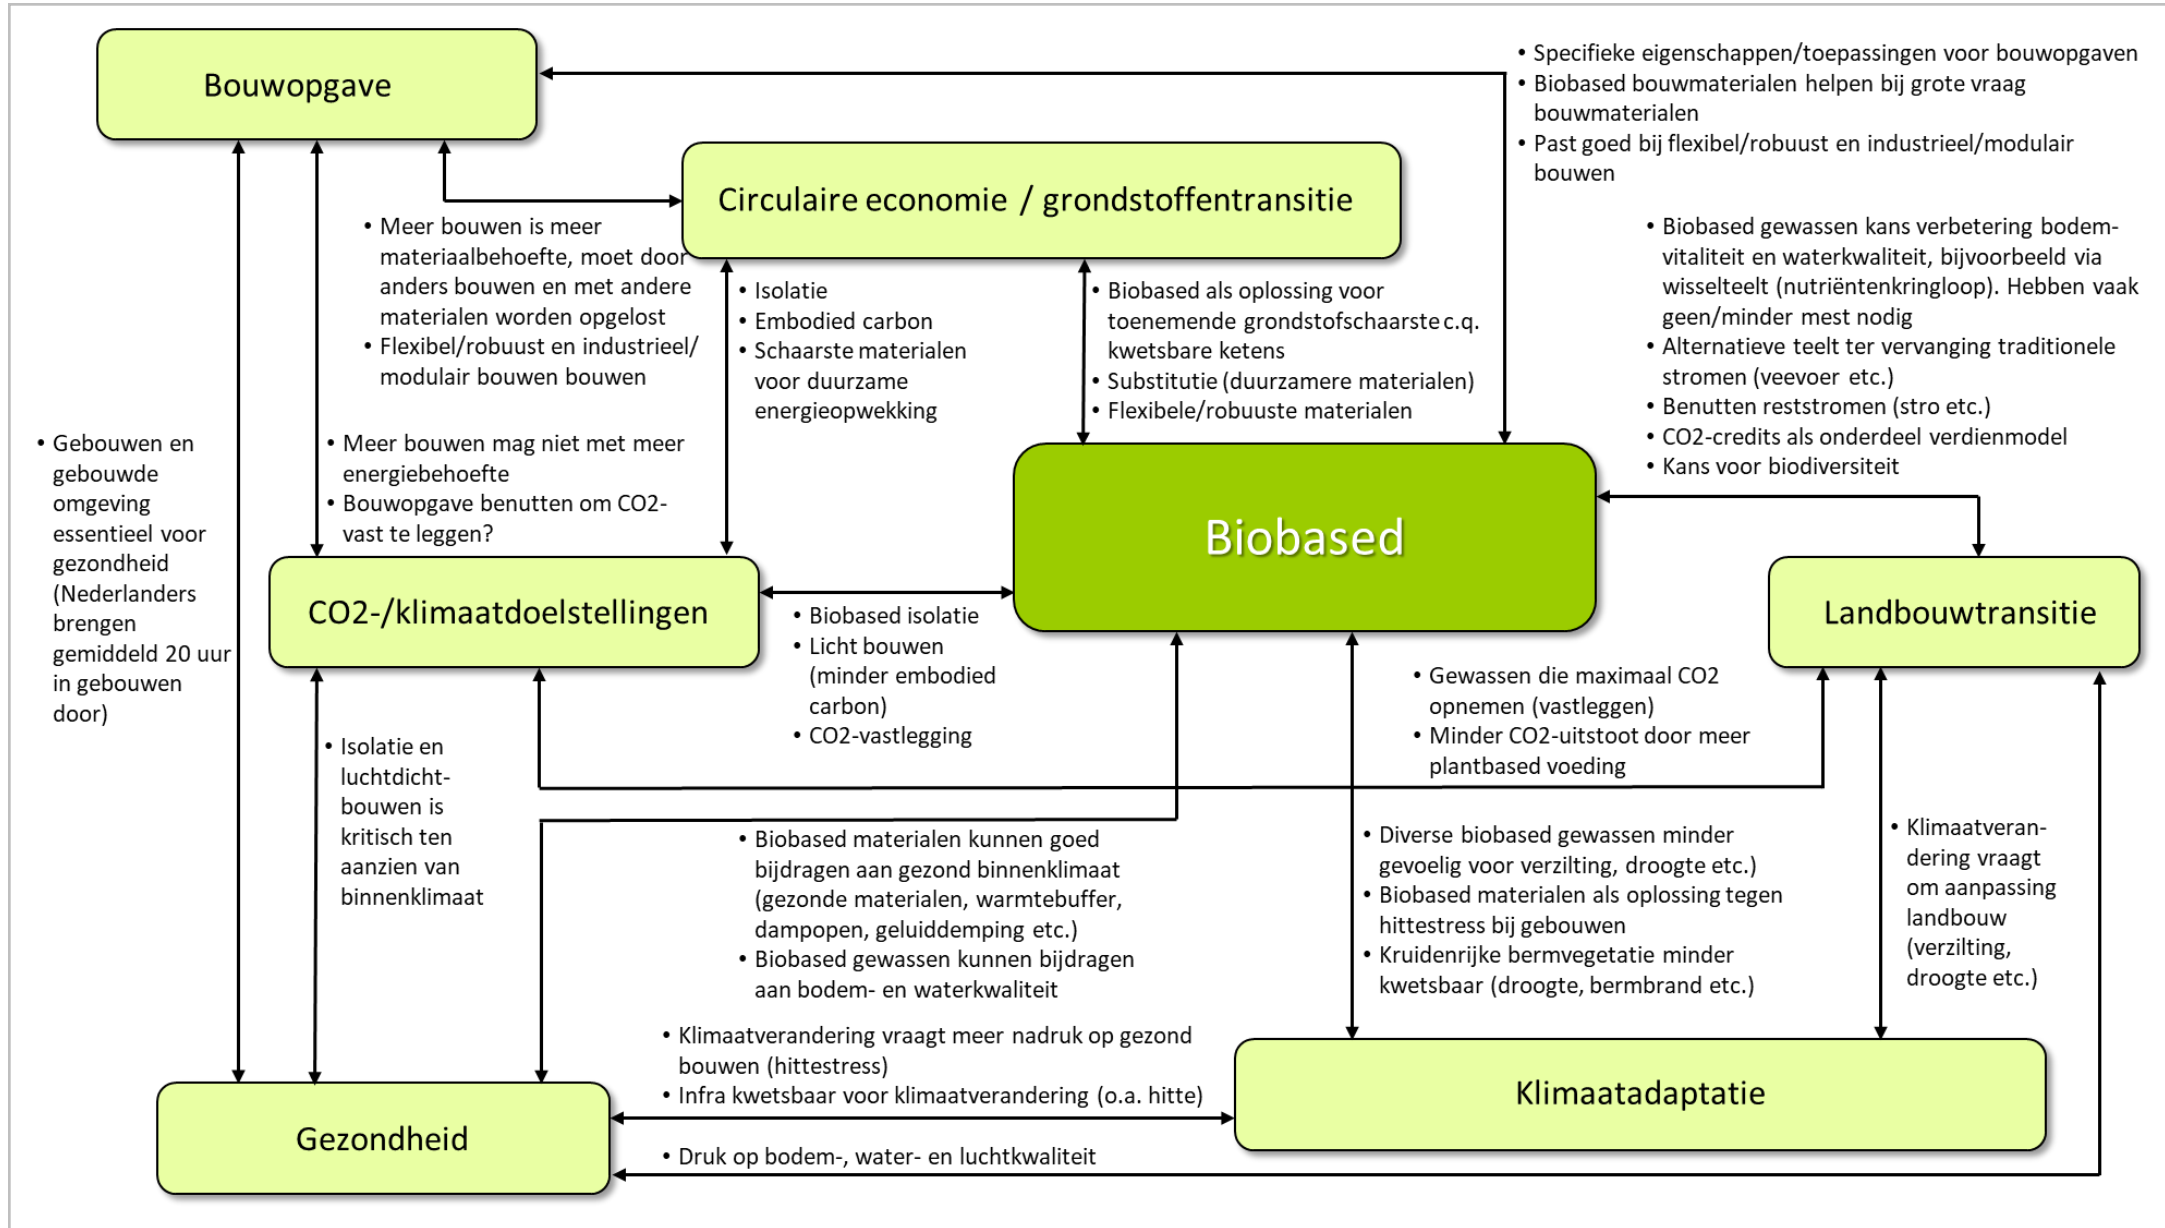 Bouwopgave
• Specifieke eigenschappen/toepassingen voor bouwopgaven
• Biobased bouwmaterialen helpen bij grote vraag
bouwmaterialen
• Past goed bij flexibel/robuust en industrieel/modulair
bouwen
Circulaire economie / grondstoffentransitie
• Meer bouwen is meer
materiaalbehoefte, moet door
anders bouwen en met andere
materialen worden opgelost
• Flexibel/robuust en industrieel/
modulair bouwen bouwen
• Isolatie
• Embodied carbon
• Schaarste materialen
voor duurzame
energieopwekking
• Biobased als oplossing voor
toenemende grondstofschaarste c.q.
kwetsbare ketens
• Substitutie (duurzamere materialen)
• Flexibele/robuuste materialen
• Biobased gewassen kans verbetering bodem-
vitaliteit en waterkwaliteit, bijvoorbeeld via
wisselteelt (nutriëntenkringloop). Hebben vaak
geen/minder mest nodig
• Alternatieve teelt ter vervanging traditionele
stromen (veevoer etc.)
• Benutten reststromen (stro etc.)
• CO2-credits als onderdeel verdienmodel
• Kans voor biodiversiteit
• Gebouwen en
gebouwde
omgeving
essentieel voor
gezondheid
(Nederlanders
brengen
gemiddeld 20 uur
in gebouwen
door)
• Meer bouwen mag niet met meer
energiebehoefte
• Bouwopgave benutten om CO2-
vast te leggen?
Biobased
CO2-/klimaatdoelstellingen
• Biobased isolatie
• Licht bouwen
(minder embodied
carbon)
• CO2-vastlegging
Landbouwtransitie
• Gewassen die maximaal CO2
opnemen (vastleggen)
• Minder CO2-uitstoot door meer
plantbased voeding
• Isolatie en
luchtdicht-
bouwen is
kritisch ten
aanzien van
binnenklimaat
• Biobased materialen kunnen goed
bijdragen aan gezond binnenklimaat
(gezonde materialen, warmtebuffer,
dampopen, geluiddemping etc.)
• Biobased gewassen kunnen bijdragen
aan bodem- en waterkwaliteit
• Diverse biobased gewassen minder
gevoelig voor verzilting, droogte etc.)
• Biobased materialen als oplossing tegen
hittestress bij gebouwen
• Kruidenrijke bermvegetatie minder
kwetsbaar (droogte, bermbrand etc.)
• Klimaatveran-
dering vraagt
om aanpassing
landbouw
(verzilting,
droogte etc.)
• Klimaatverandering vraagt meer nadruk op gezond
bouwen (hittestress)
• Infra kwetsbaar voor klimaatverandering (o.a. hitte)
Klimaatadaptatie
Gezondheid
• Druk op bodem-, water- en luchtkwaliteit